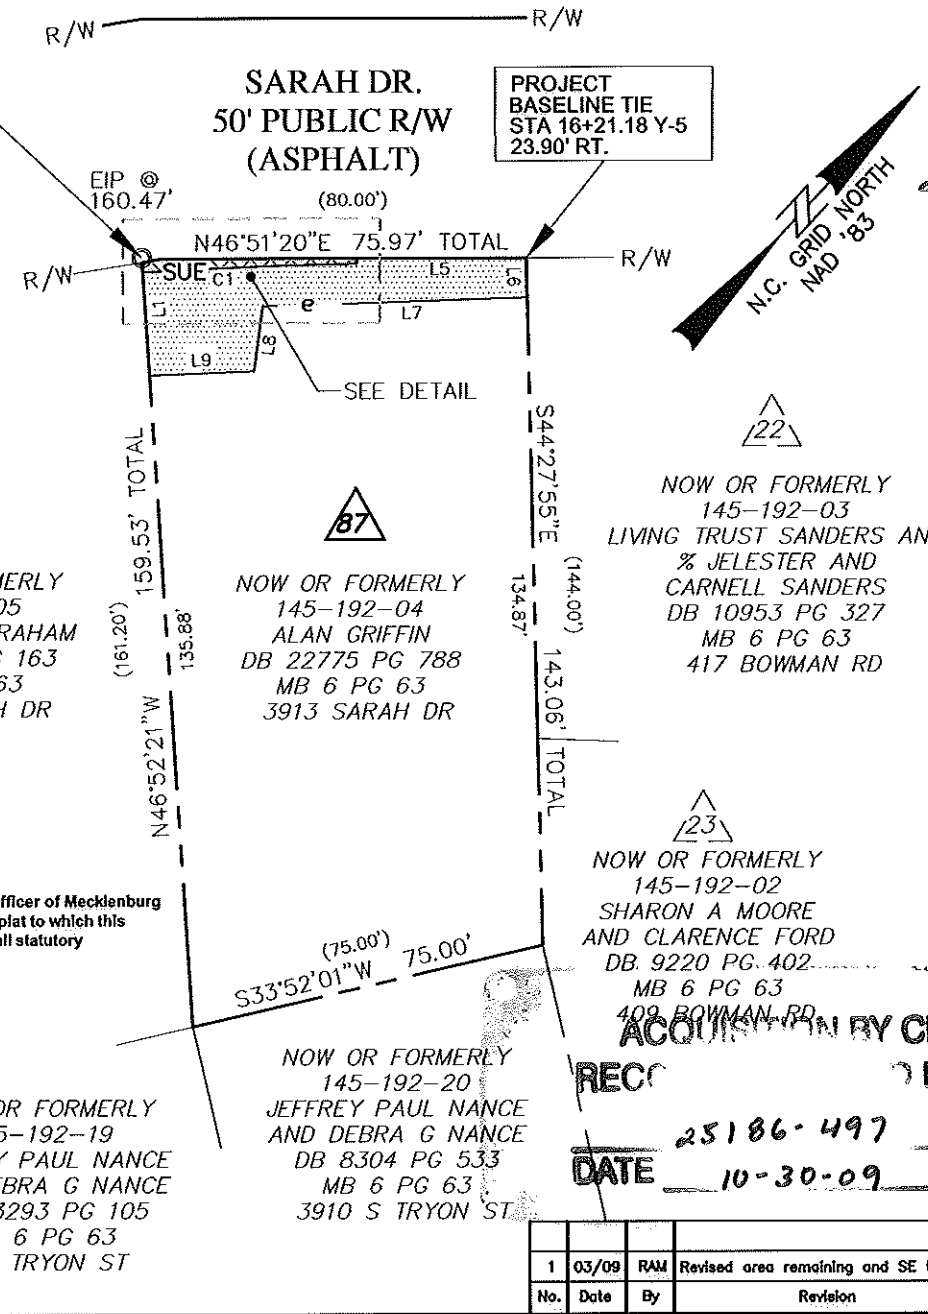 R/W
R/W
SARAH DR.
50' PUBLIC R/W
(ASPHALT)
PROJECT
BASELINE TIE
STA 16+21.18 Y-5
23.90' RT.
N.C. GRID NORTH
NAD '83
EIP @
160.47'
(80.00')
N46°51'20"E 75.97' TOTAL
R/W
R/W
SUE
C1
L5
L6
L1
e
L7
L8
L9
SEE DETAIL
22
NOW OR FORMERLY
145-192-03
LIVING TRUST SANDERS AN
% JELESTER AND
CARNELL SANDERS
DB 10953 PG 327
MB 6 PG 63
417 BOWMAN RD
S44°27'55"E (144.00') 143.06' TOTAL
134.87'
87
NOW OR FORMERLY
145-192-04
ALAN GRIFFIN
DB 22775 PG 788
MB 6 PG 63
3913 SARAH DR
N46°52'21"W (161.20') 159.53' TOTAL
135.88'
MERLY
05
RAHAM
163
63
H DR
23
NOW OR FORMERLY
145-192-02
SHARON A MOORE
AND CLARENCE FORD
DB 9220 PG 402
MB 6 PG 63
409 BOWMAN RD
fficer of Mecklenburg
plat to which this
all statutory
(75.00')
S33°52'01"W 75.00'
ACQUISITION BY
REC
25186-497
DATE 10-30-09
NOW OR FORMERLY
145-192-20
JEFFREY PAUL NANCE
AND DEBRA G NANCE
DB 8304 PG 533
MB 6 PG 63
3910 S TRYON ST
OR FORMERLY
5-192-19
Y PAUL NANCE
EBRA G NANCE
3293 PG 105
6 PG 63
TRYON ST
1 03/09 RAM Revised area remaining and SE
No. Date By Revision